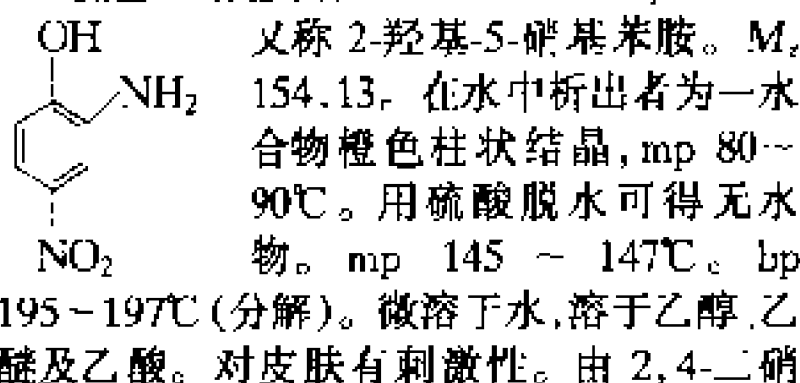 OH
NH₂
NO₂
又称 2-羟基-5-硝基苯胺。Mr
154.13。在水中析出者为一水
合物橙色柱状结晶,mp 80~
90℃。用硫酸脱水可得无水
物。mp 145 ~ 147℃。bp
195~197℃(分解)。微溶于水,溶于乙醇,乙
醚及乙酸。对皮肤有刺激性。由 2,4-二硝